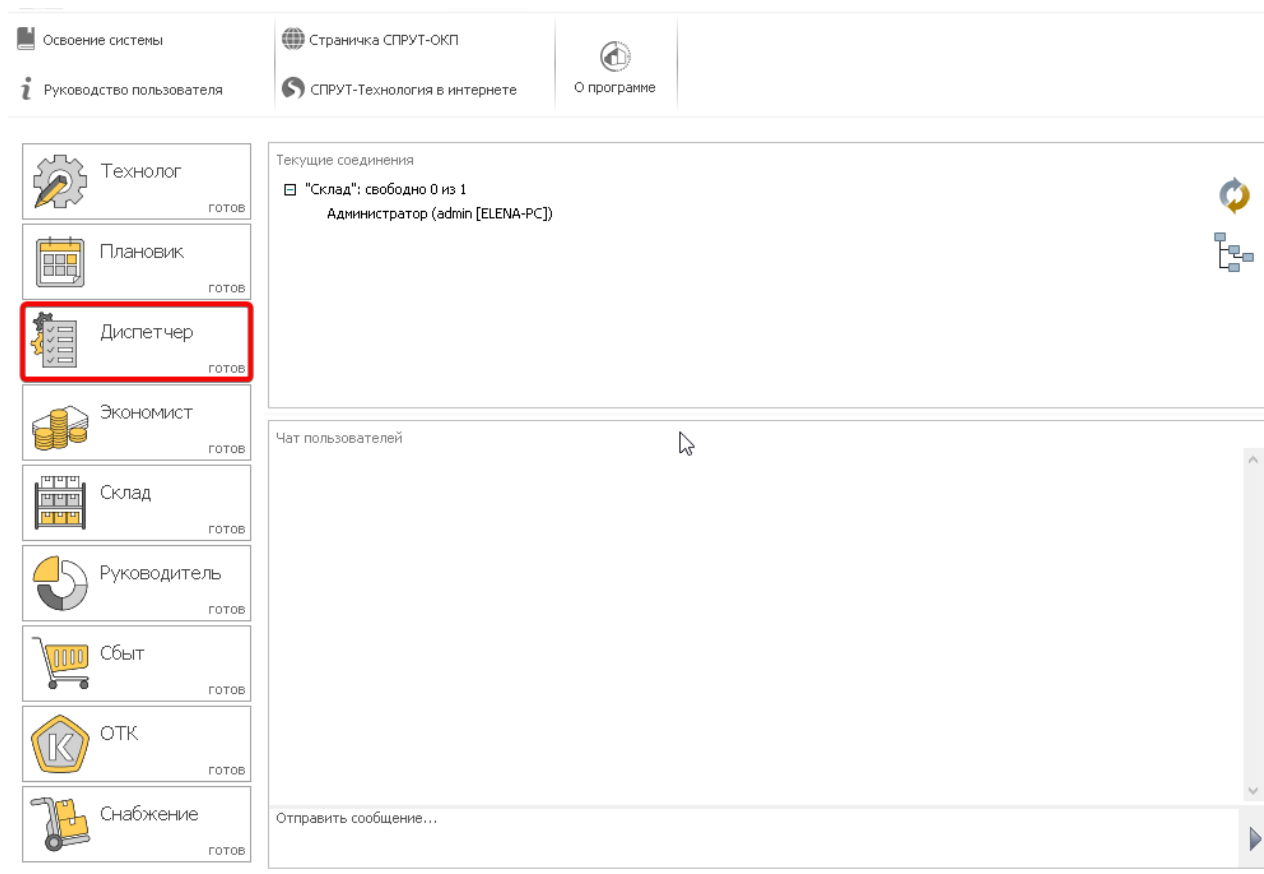 Освоение системы
Страничка СПРУТ-ОКП
Руководство пользователя
СПРУТ-Технология в интернете
О программе
Технолог
готов
Плановик
готов
Диспетчер
готов
Экономист
готов
Склад
готов
Руководитель
готов
Сбыт
готов
ОТК
готов
Снабжение
готов
Текущие соединения
"Склад": свободно 0 из 1
Администратор (admin [ELENA-PC])
Чат пользователей
Отправить сообщение...